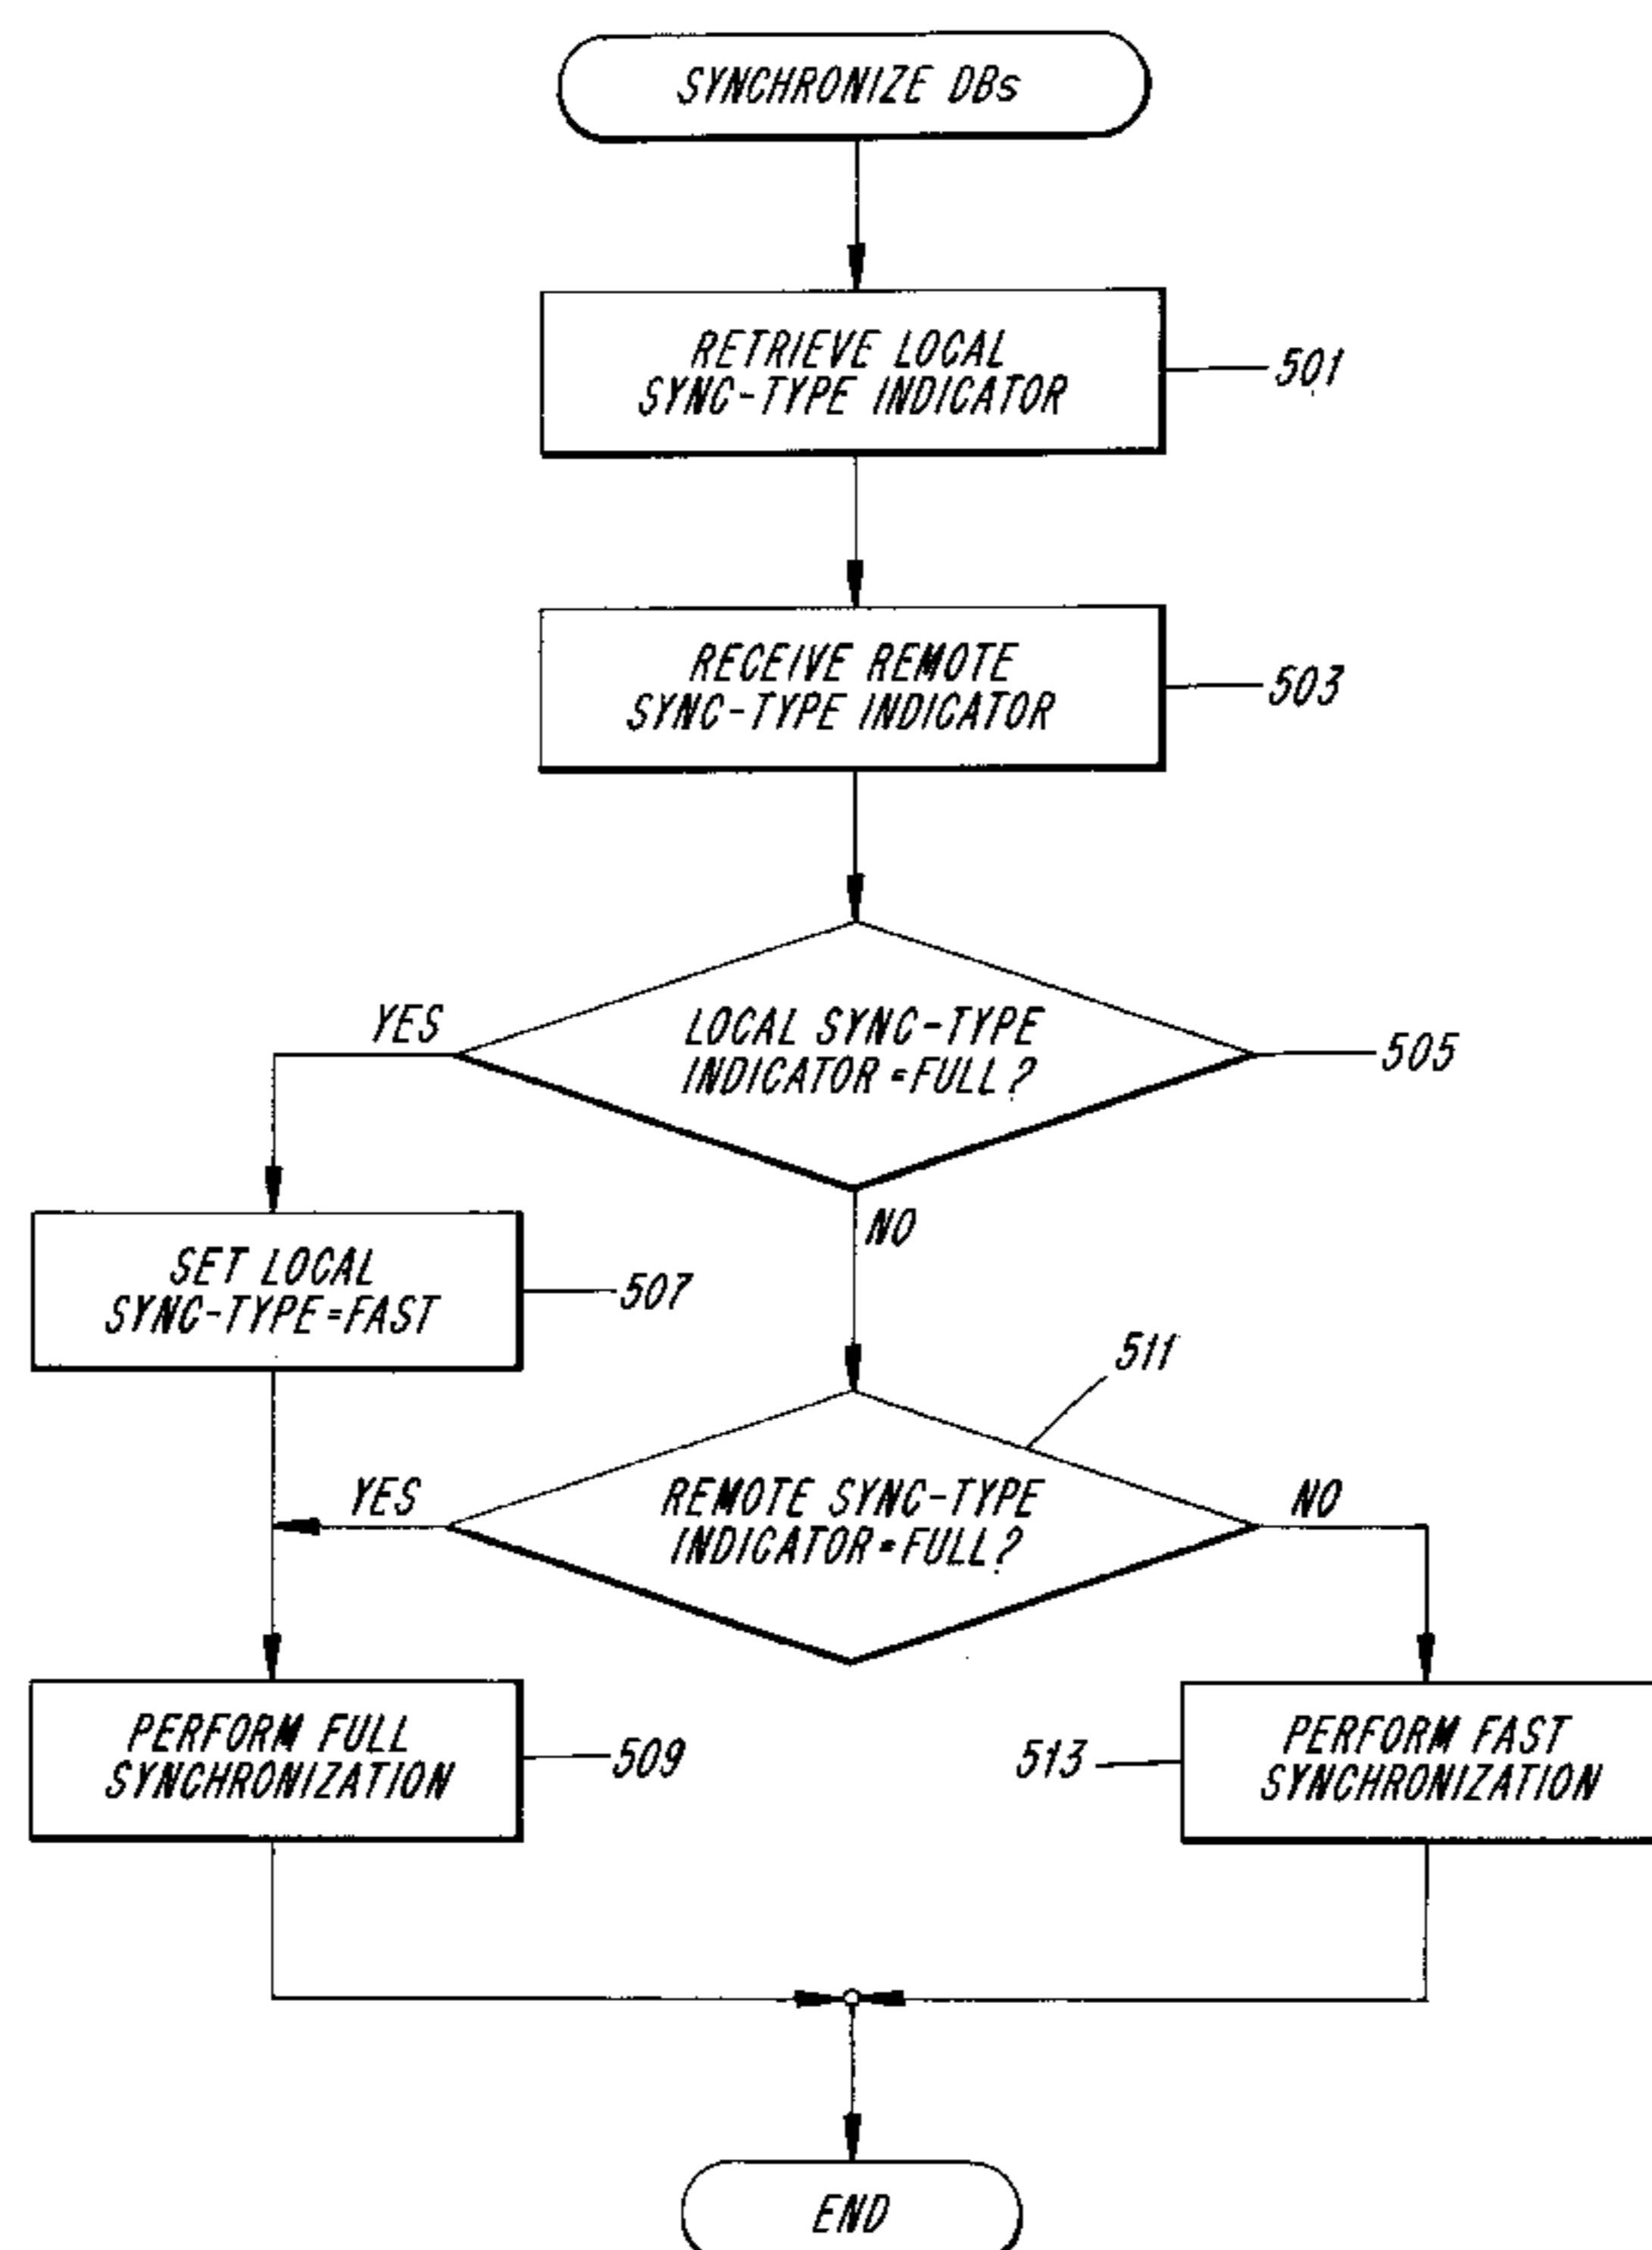 SYNCHRONIZE DBs
RETRIEVE LOCAL
SYNC-TYPE INDICATOR
501
RECEIVE REMOTE
SYNC-TYPE INDICATOR
503
YES
LOCAL SYNC-TYPE
INDICATOR=FULL?
505
NO
SET LOCAL
SYNC-TYPE=FAST
507
511
YES
REMOTE SYNC-TYPE
INDICATOR=FULL?
NO
PERFORM FULL
SYNCHRONIZATION
509
513
PERFORM FAST
SYNCHRONIZATION
END